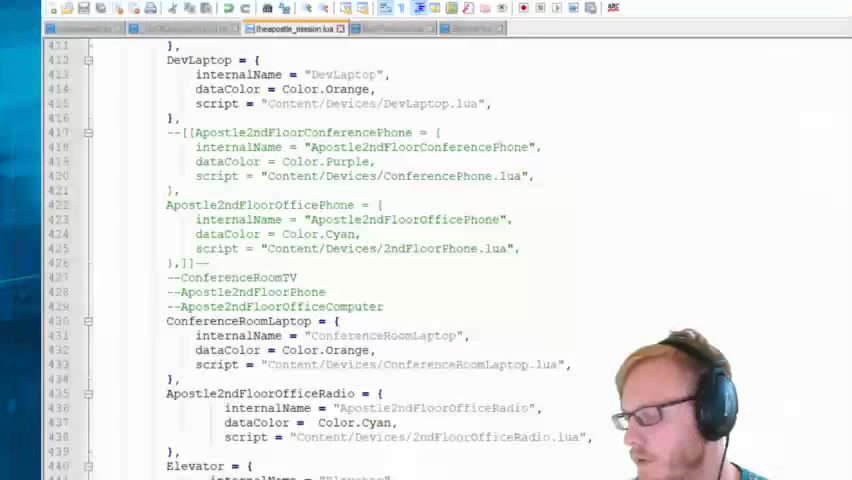 theapostle_mission.lua
411 },
412 DevLaptop = {
413 internalName = "DevLaptop",
414 dataColor = Color.Orange,
415 script = "Content/Devices/DevLaptop.lua",
416 },
417 --[[Apostle2ndFloorConferencePhone = {
418 internalName = "Apostle2ndFloorConferencePhone",
419 dataColor = Color.Purple,
420 script = "Content/Devices/ConferencePhone.lua",
421 },
422 Apostle2ndFloorOfficePhone = {
423 internalName = "Apostle2ndFloorOfficePhone",
424 dataColor = Color.Cyan,
425 script = "Content/Devices/2ndFloorPhone.lua",
426 },]]--
427 --ConferenceRoomTV
428 --Apostle2ndFloorPhone
429 --Aposte2ndFloorOfficeComputer
430 ConferenceRoomLaptop = {
431 internalName = "ConferenceRoomLaptop",
432 dataColor = Color.Orange,
433 script = "Content/Devices/ConferenceRoomLaptop.lua",
434 },
435 Apostle2ndFloorOfficeRadio = {
436 internalName = "Apostle2ndFloorOfficeRadio",
437 dataColor = Color.Cyan,
438 script = "Content/Devices/2ndFloorOfficeRadio.lua",
439 },
440 Elevator = {
internalName = "Elevator"